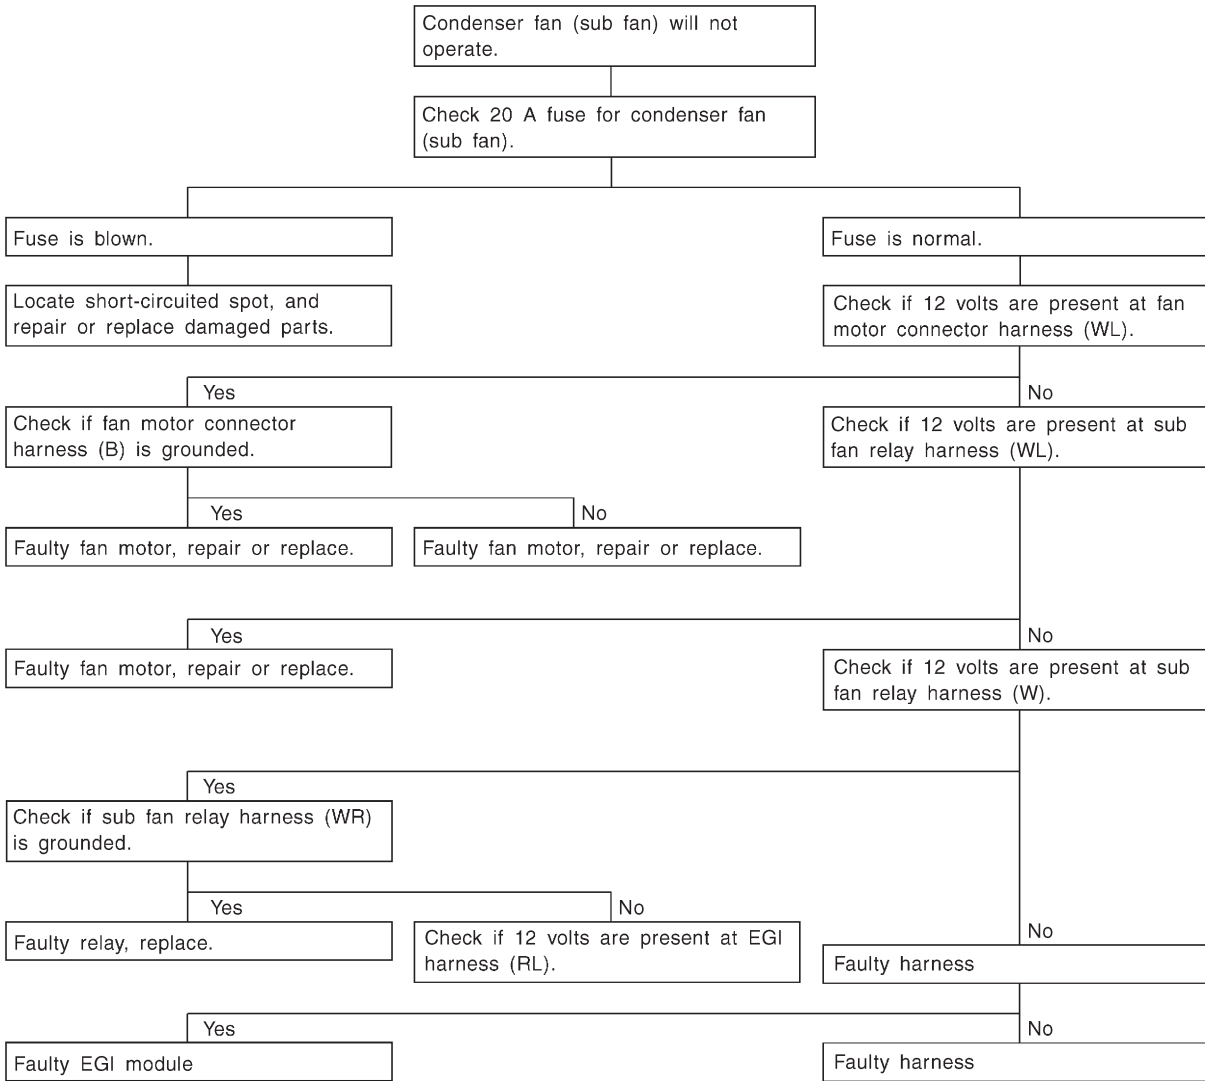 Condenser fan (sub fan) will not
operate.
Check 20 A fuse for condenser fan
(sub fan).
Fuse is blown.
Fuse is normal.
Locate short-circuited spot, and
repair or replace damaged parts.
Check if 12 volts are present at fan
motor connector harness (WL).
Yes
No
Check if fan motor connector
harness (B) is grounded.
Check if 12 volts are present at sub
fan relay harness (WL).
Yes
No
Faulty fan motor, repair or replace.
Faulty fan motor, repair or replace.
Yes
No
Faulty fan motor, repair or replace.
Check if 12 volts are present at sub
fan relay harness (W).
Yes
Check if sub fan relay harness (WR)
is grounded.
Yes
No
No
Faulty relay, replace.
Check if 12 volts are present at EGI
harness (RL).
Faulty harness
Yes
No
Faulty EGI module
Faulty harness